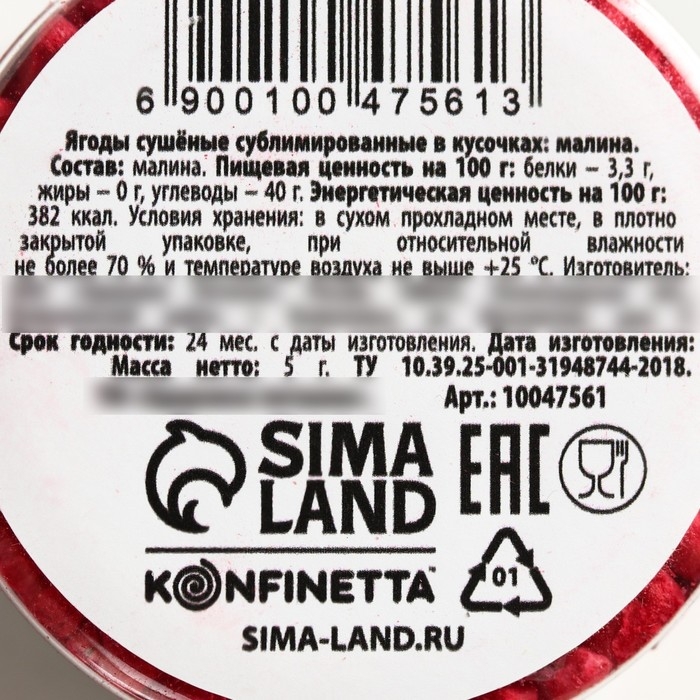 6 900100 475613
Ягоды сушёные сублимированные в кусочках: малина.
Состав: малина. Пищевая ценность на 100 г: белки – 3,3 г,
жиры – 0 г, углеводы – 40 г. Энергетическая ценность на 100 г:
382 ккал. Условия хранения: в сухом прохладном месте, в плотно
закрытой упаковке, при относительной влажности
не более 70 % и температуре воздуха не выше +25 °С. Изготовитель:
Срок годности: 24 мес. с даты изготовления. Дата изготовления:
Масса нетто: 5 г. ТУ 10.39.25-001-31948744-2018.
Арт.: 10047561
SIMA
LAND
EAC
KONFINETTA™
01
SIMA-LAND.RU